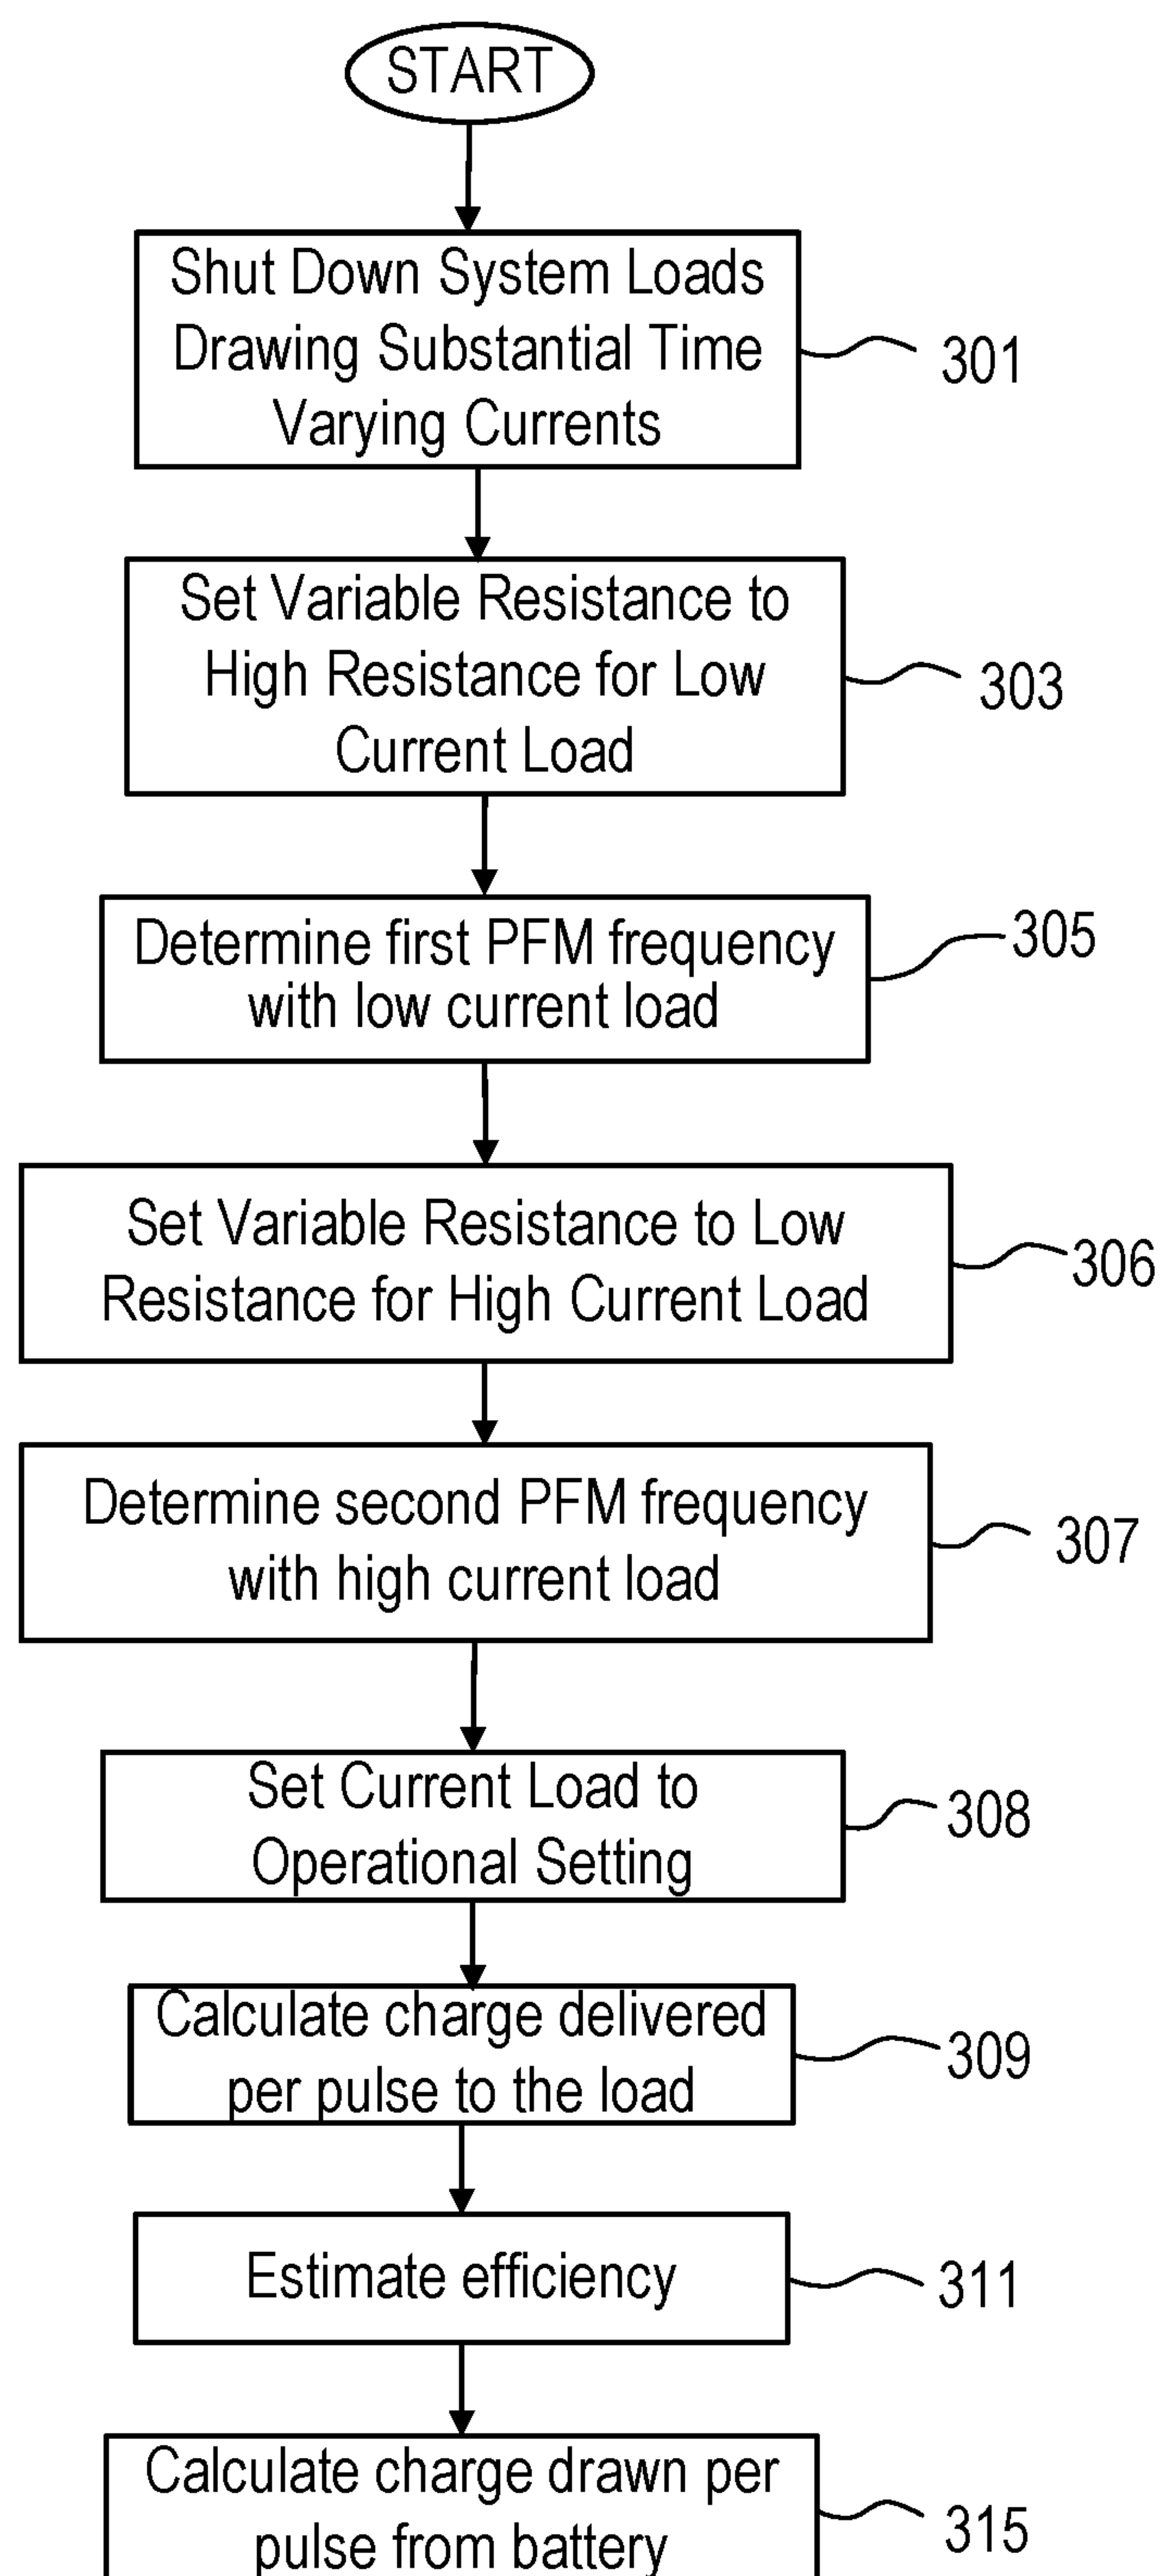 START
Shut Down System Loads
Drawing Substantial Time
Varying Currents
301
Set Variable Resistance to
High Resistance for Low
Current Load
303
Determine first PFM frequency
with low current load
305
Set Variable Resistance to Low
Resistance for High Current Load
306
Determine second PFM frequency
with high current load
307
Set Current Load to
Operational Setting
308
Calculate charge delivered
per pulse to the load
309
Estimate efficiency
311
Calculate charge drawn per
pulse from battery
315